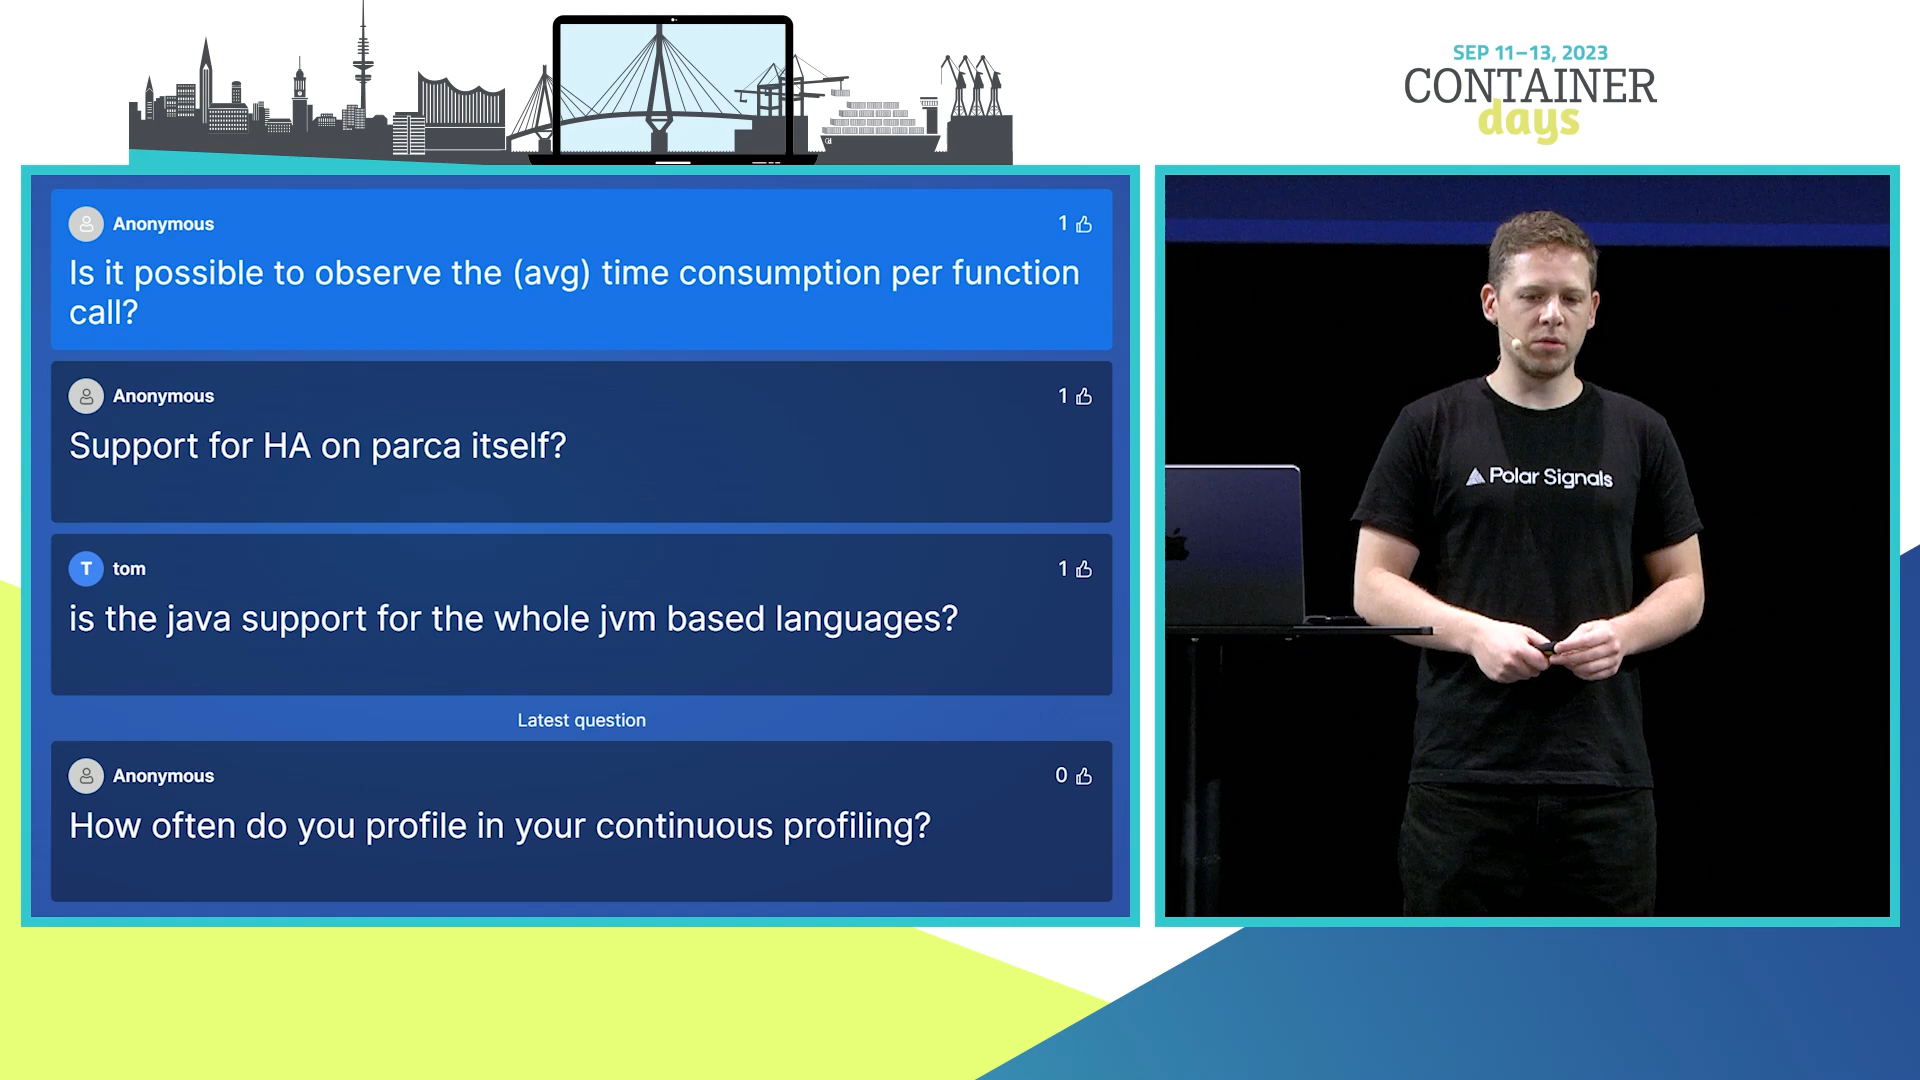 SEP 11–13, 2023
CONTAINER
days
Anonymous
1
Is it possible to observe the (avg) time consumption per function
call?
Anonymous
1
Support for HA on parca itself?
T
tom
1
is the java support for the whole jvm based languages?
Latest question
Anonymous
0
How often do you profile in your continuous profiling?
Polar Signals